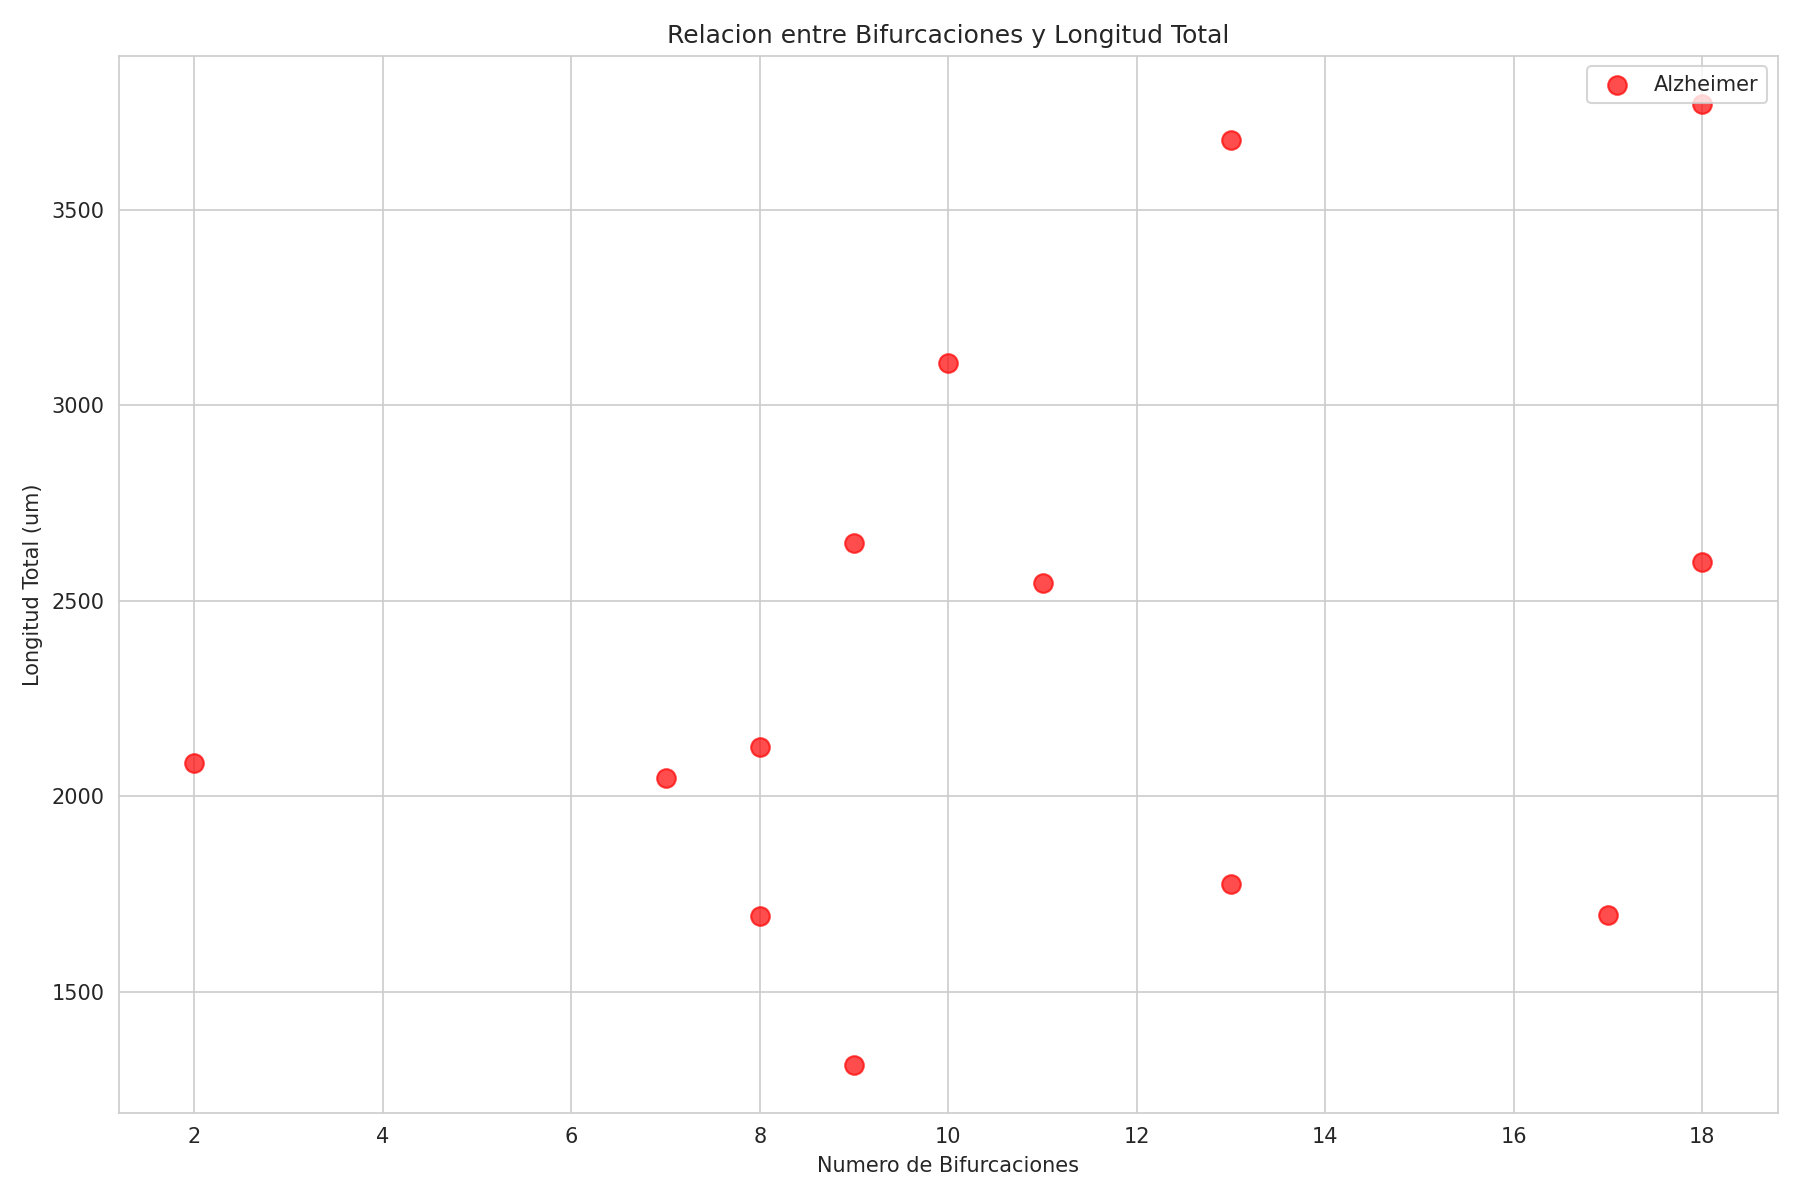 Relacion entre Bifurcaciones y Longitud Total
Alzheimer
Longitud Total (um)
3500
3000
2500
2000
1500
2 4 6 8 10 12 14 16 18
Numero de Bifurcaciones